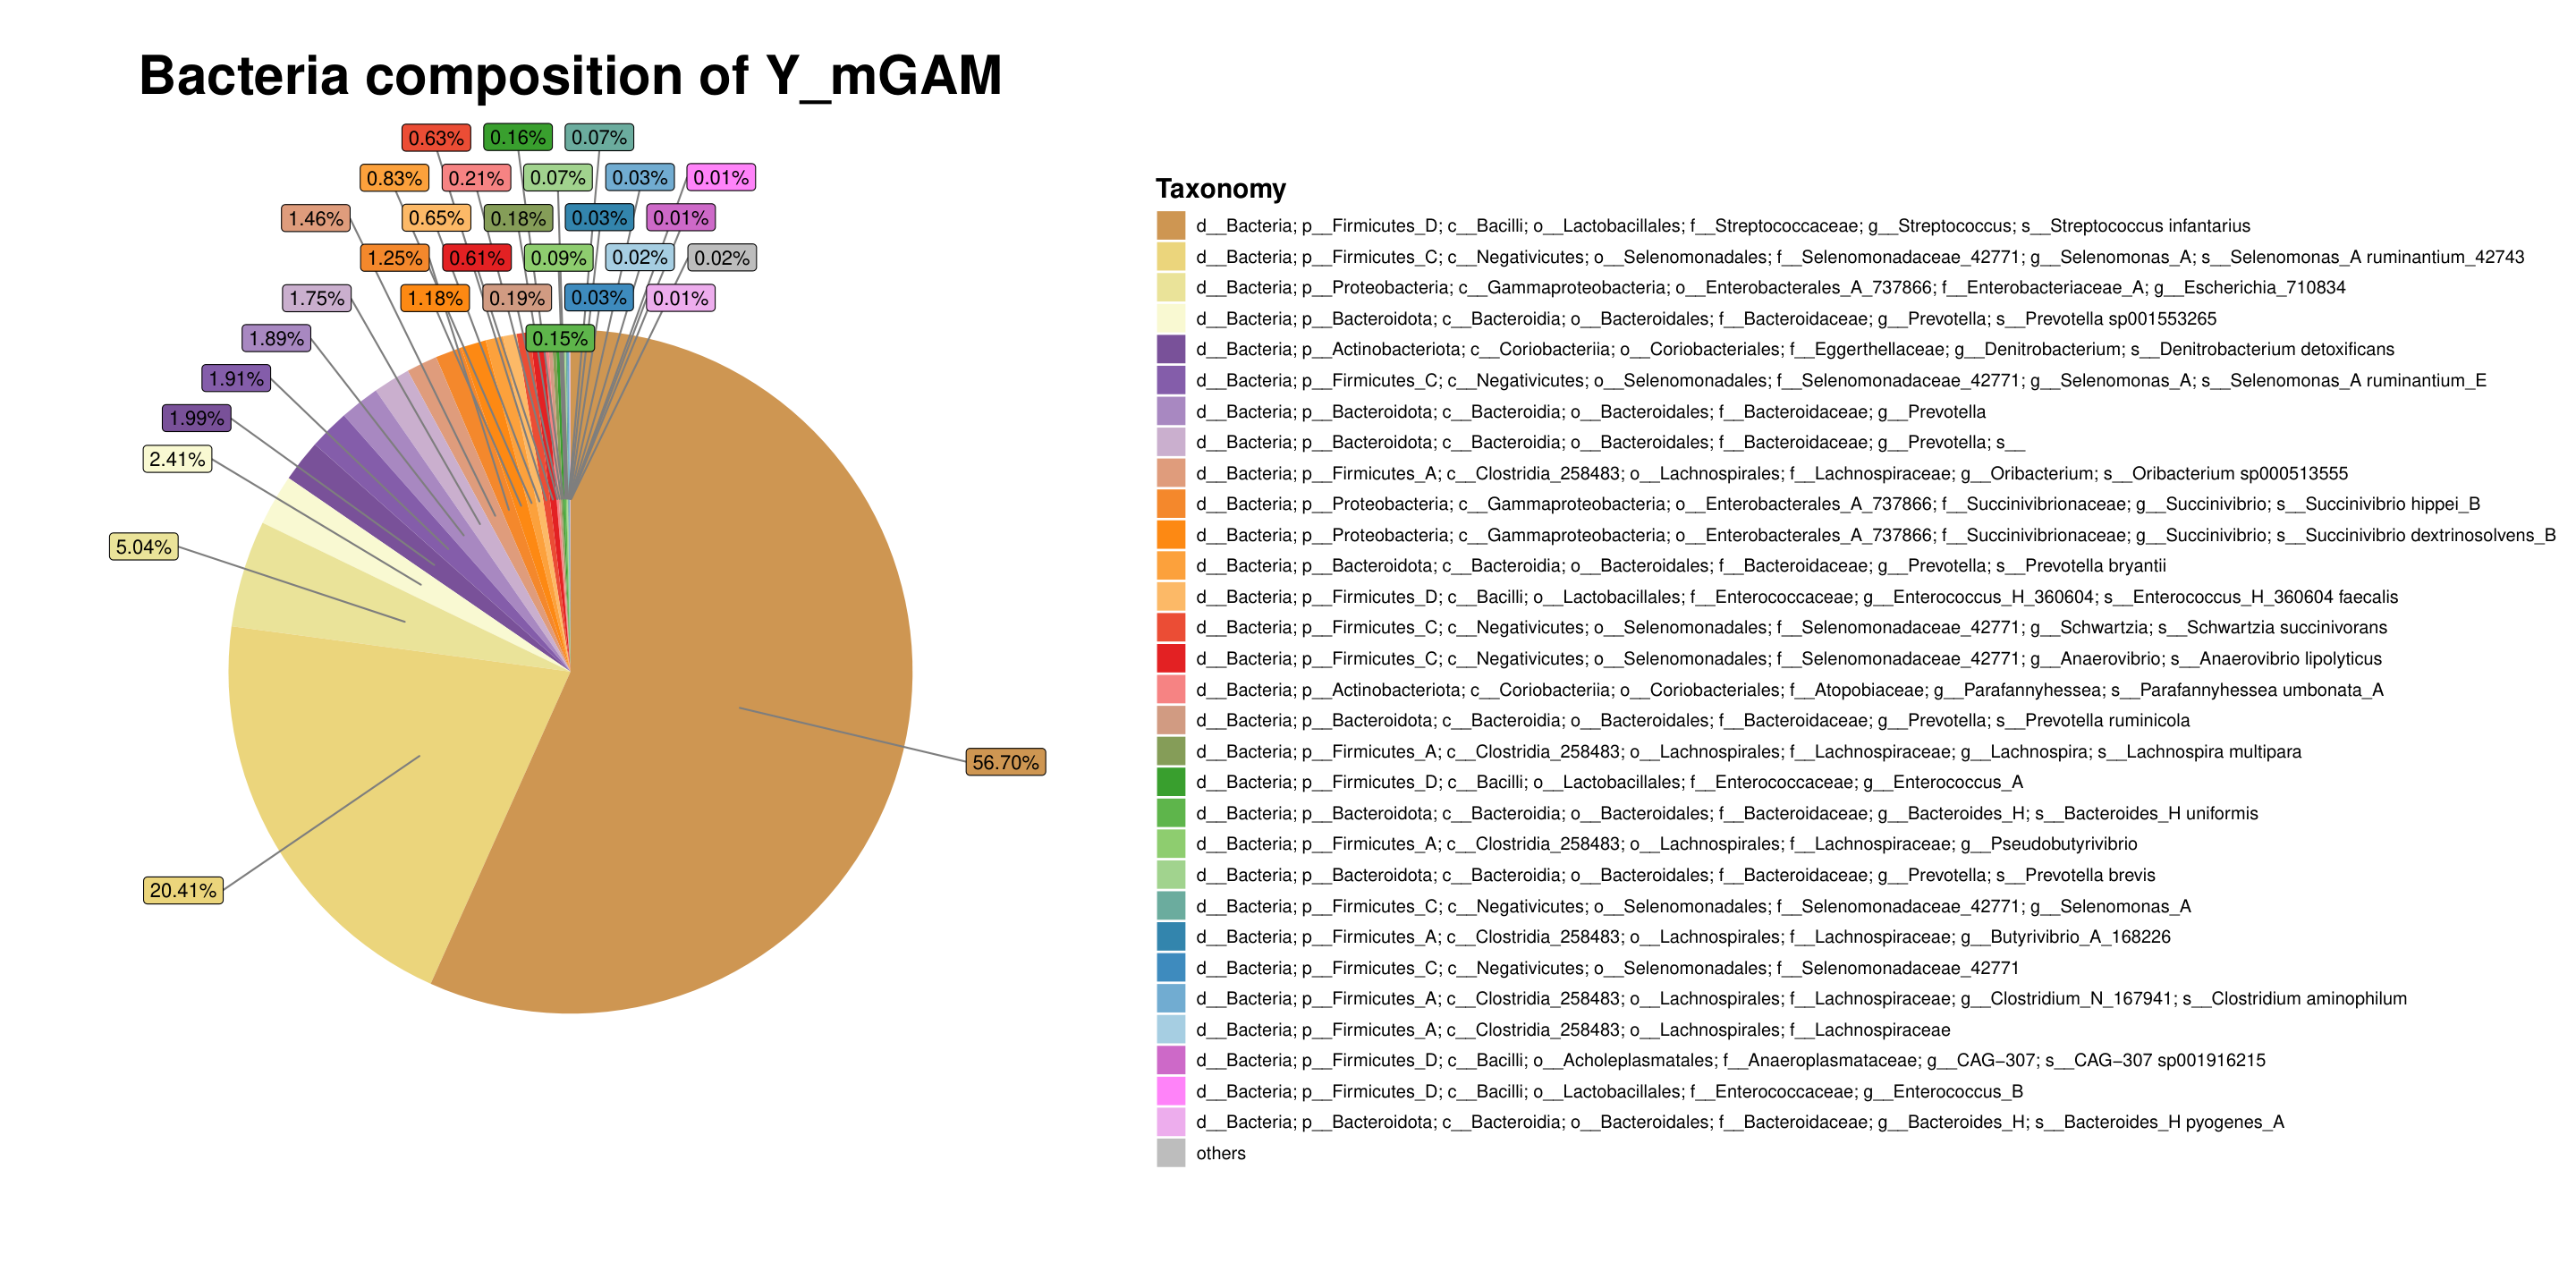 Bacteria composition of Y_mGAM
0.63% 0.16% 0.07%
0.83% 0.21% 0.07% 0.03% 0.01%
1.46% 0.65% 0.18% 0.03% 0.01%
1.25% 0.61% 0.09% 0.02% 0.02%
1.75% 1.18% 0.19% 0.03% 0.01%
1.89% 0.15%
1.91%
1.99%
2.41%
5.04%
56.70%
20.41%
Taxonomy
d__Bacteria; p__Firmicutes_D; c__Bacilli; o__Lactobacillales; f__Streptococcaceae; g__Streptococcus; s__Streptococcus infantarius
d__Bacteria; p__Firmicutes_C; c__Negativicutes; o__Selenomonadales; f__Selenomonadaceae_42771; g__Selenomonas_A; s__Selenomonas_A ruminantium_42743
d__Bacteria; p__Proteobacteria; c__Gammaproteobacteria; o__Enterobacterales_A_737866; f__Enterobacteriaceae_A; g__Escherichia_710834
d__Bacteria; p__Bacteroidota; c__Bacteroidia; o__Bacteroidales; f__Bacteroidaceae; g__Prevotella; s__Prevotella sp001553265
d__Bacteria; p__Actinobacteriota; c__Coriobacteriia; o__Coriobacteriales; f__Eggerthellaceae; g__Denitrobacterium; s__Denitrobacterium detoxificans
d__Bacteria; p__Firmicutes_C; c__Negativicutes; o__Selenomonadales; f__Selenomonadaceae_42771; g__Selenomonas_A; s__Selenomonas_A ruminantium_E
d__Bacteria; p__Bacteroidota; c__Bacteroidia; o__Bacteroidales; f__Bacteroidaceae; g__Prevotella
d__Bacteria; p__Bacteroidota; c__Bacteroidia; o__Bacteroidales; f__Bacteroidaceae; g__Prevotella; s__
d__Bacteria; p__Firmicutes_A; c__Clostridia_258483; o__Lachnospirales; f__Lachnospiraceae; g__Oribacterium; s__Oribacterium sp000513555
d__Bacteria; p__Proteobacteria; c__Gammaproteobacteria; o__Enterobacterales_A_737866; f__Succinivibrionaceae; g__Succinivibrio; s__Succinivibrio hippei_B
d__Bacteria; p__Proteobacteria; c__Gammaproteobacteria; o__Enterobacterales_A_737866; f__Succinivibrionaceae; g__Succinivibrio; s__Succinivibrio dextrinosolvens_B
d__Bacteria; p__Bacteroidota; c__Bacteroidia; o__Bacteroidales; f__Bacteroidaceae; g__Prevotella; s__Prevotella bryantii
d__Bacteria; p__Firmicutes_D; c__Bacilli; o__Lactobacillales; f__Enterococcaceae; g__Enterococcus_H_360604; s__Enterococcus_H_360604 faecalis
d__Bacteria; p__Firmicutes_C; c__Negativicutes; o__Selenomonadales; f__Selenomonadaceae_42771; g__Schwartzia; s__Schwartzia succinivorans
d__Bacteria; p__Firmicutes_C; c__Negativicutes; o__Selenomonadales; f__Selenomonadaceae_42771; g__Anaerovibrio; s__Anaerovibrio lipolyticus
d__Bacteria; p__Actinobacteriota; c__Coriobacteriia; o__Coriobacteriales; f__Atopobiaceae; g__Parafannyhessea; s__Parafannyhessea umbonata_A
d__Bacteria; p__Bacteroidota; c__Bacteroidia; o__Bacteroidales; f__Bacteroidaceae; g__Prevotella; s__Prevotella ruminicola
d__Bacteria; p__Firmicutes_A; c__Clostridia_258483; o__Lachnospirales; f__Lachnospiraceae; g__Lachnospira; s__Lachnospira multipara
d__Bacteria; p__Firmicutes_D; c__Bacilli; o__Lactobacillales; f__Enterococcaceae; g__Enterococcus_A
d__Bacteria; p__Bacteroidota; c__Bacteroidia; o__Bacteroidales; f__Bacteroidaceae; g__Bacteroides_H; s__Bacteroides_H uniformis
d__Bacteria; p__Firmicutes_A; c__Clostridia_258483; o__Lachnospirales; f__Lachnospiraceae; g__Pseudobutyrivibrio
d__Bacteria; p__Bacteroidota; c__Bacteroidia; o__Bacteroidales; f__Bacteroidaceae; g__Prevotella; s__Prevotella brevis
d__Bacteria; p__Firmicutes_C; c__Negativicutes; o__Selenomonadales; f__Selenomonadaceae_42771; g__Selenomonas_A
d__Bacteria; p__Firmicutes_A; c__Clostridia_258483; o__Lachnospirales; f__Lachnospiraceae; g__Butyrivibrio_A_168226
d__Bacteria; p__Firmicutes_C; c__Negativicutes; o__Selenomonadales; f__Selenomonadaceae_42771
d__Bacteria; p__Firmicutes_A; c__Clostridia_258483; o__Lachnospirales; f__Lachnospiraceae; g__Clostridium_N_167941; s__Clostridium aminophilum
d__Bacteria; p__Firmicutes_A; c__Clostridia_258483; o__Lachnospirales; f__Lachnospiraceae
d__Bacteria; p__Firmicutes_D; c__Bacilli; o__Acholeplasmatales; f__Anaeroplasmataceae; g__CAG−307; s__CAG−307 sp001916215
d__Bacteria; p__Firmicutes_D; c__Bacilli; o__Lactobacillales; f__Enterococcaceae; g__Enterococcus_B
d__Bacteria; p__Bacteroidota; c__Bacteroidia; o__Bacteroidales; f__Bacteroidaceae; g__Bacteroides_H; s__Bacteroides_H pyogenes_A
others